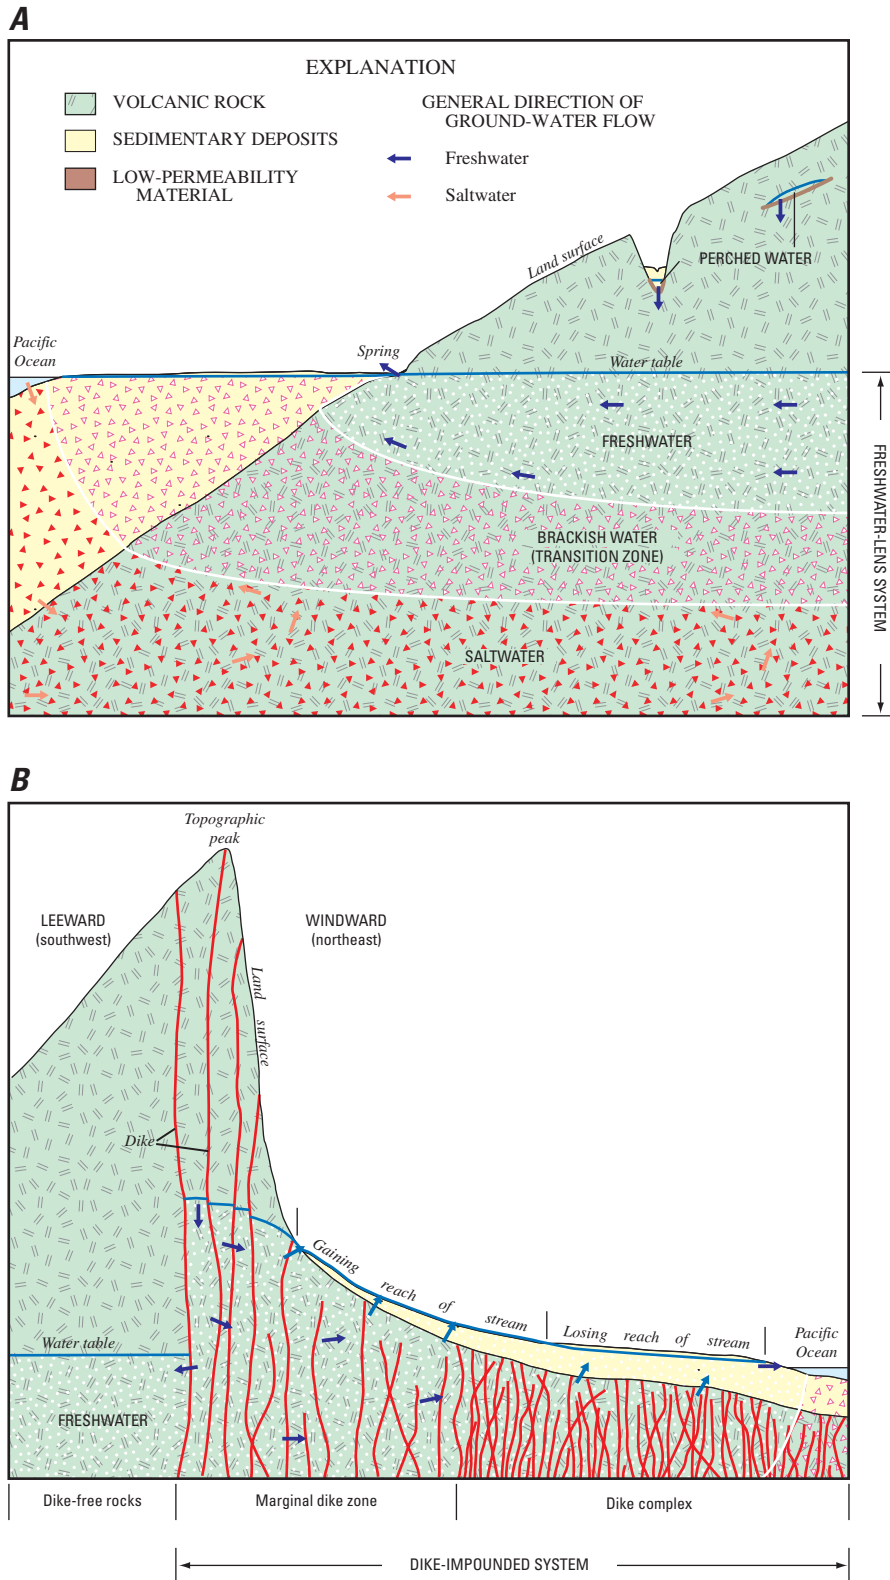 A
EXPLANATION
VOLCANIC ROCK
SEDIMENTARY DEPOSITS
LOW-PERMEABILITY
MATERIAL
GENERAL DIRECTION OF
GROUND-WATER FLOW
Freshwater
Saltwater
Land surface
PERCHED WATER
Pacific
Ocean
Spring
Water table
FRESHWATER
BRACKISH WATER
(TRANSITION ZONE)
SALTWATER
FRESHWATER-LENS SYSTEM
B
Topographic
peak
LEEWARD
(southwest)
WINDWARD
(northeast)
Land surface
Dike
Gaining reach of stream
Losing reach of stream
Pacific
Ocean
Water table
FRESHWATER
Dike-free rocks
Marginal dike zone
Dike complex
DIKE-IMPOUNDED SYSTEM